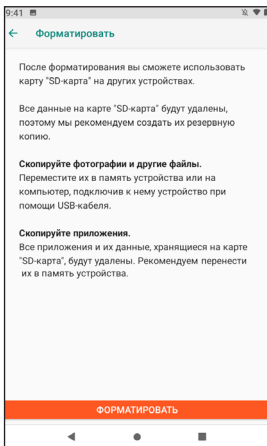 9:41
Форматировать
После форматирования вы сможете использовать
карту "SD-карта" на других устройствах.
Все данные на карте "SD-карта" будут удалены,
поэтому мы рекомендуем создать их резервную
копию.
Скопируйте фотографии и другие файлы.
Переместите их в память устройства или на
компьютер, подключив к нему устройство при
помощи USB-кабеля.
Скопируйте приложения.
Все приложения и их данные, хранящиеся на карте
"SD-карта", будут удалены. Рекомендуем перенести
их в память устройства.
ФОРМАТИРОВАТЬ